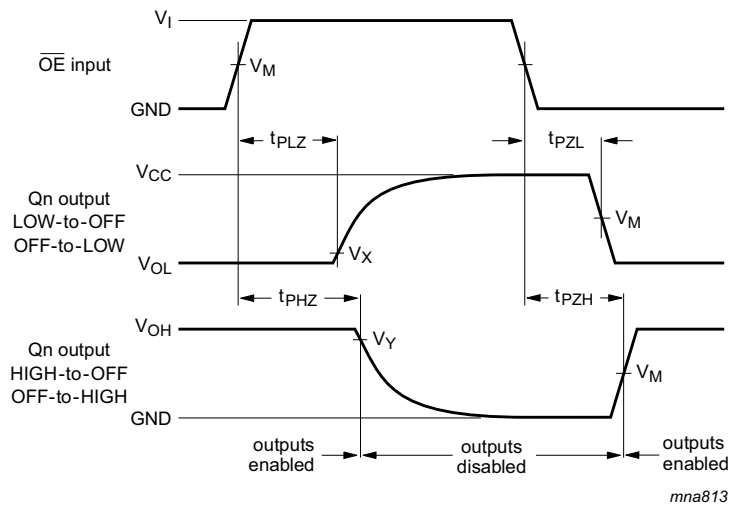 V_I
OE input
V_M
GND
t_PLZ
t_PZL
V_CC
Qn output
LOW-to-OFF
OFF-to-LOW
V_M
V_X
V_OL
t_PHZ
t_PZH
V_OH
V_Y
Qn output
HIGH-to-OFF
OFF-to-HIGH
V_M
GND
outputs
enabled
outputs
disabled
outputs
enabled
mna813